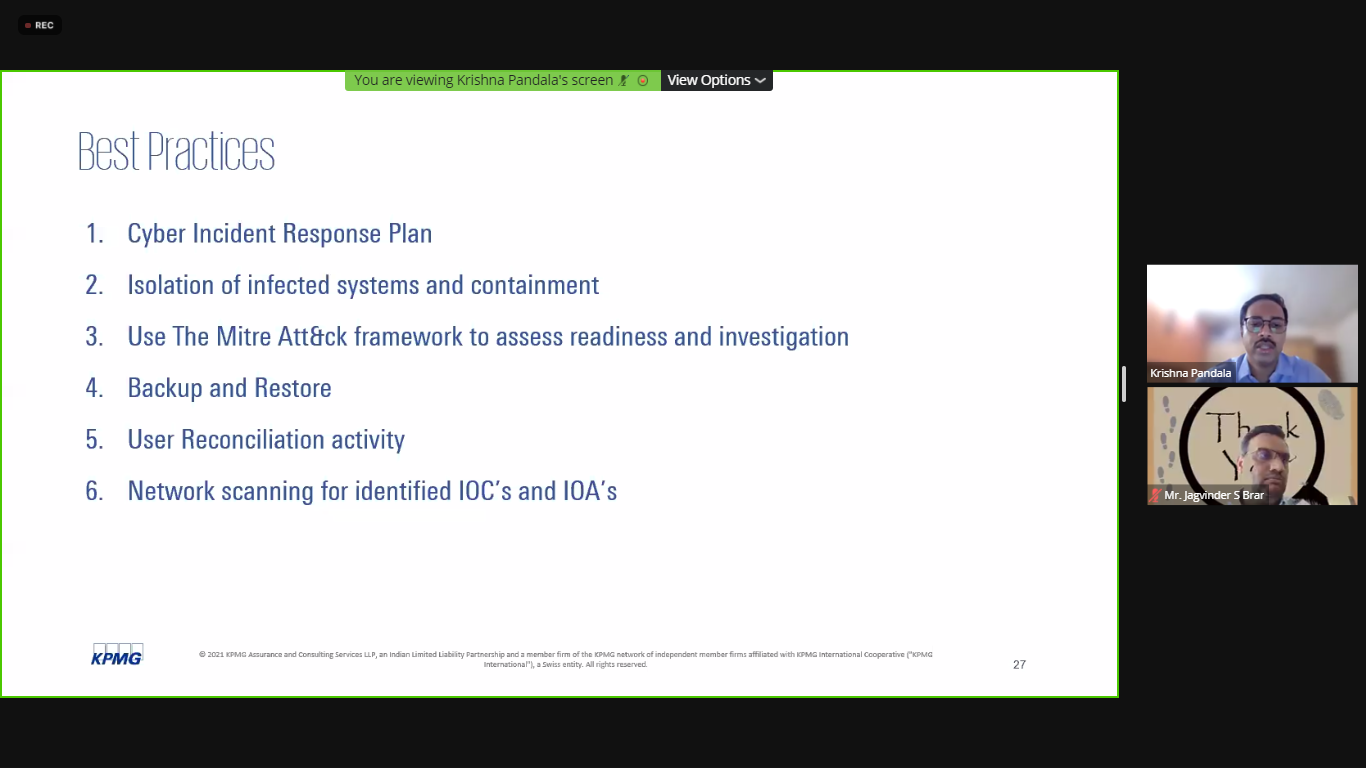 REC
You are viewing Krishna Pandala's screen
View Options
Best Practices
1. Cyber Incident Response Plan
2. Isolation of infected systems and containment
3. Use The Mitre Att&ck framework to assess readiness and investigation
4. Backup and Restore
5. User Reconciliation activity
6. Network scanning for identified IOC's and IOA's
KPMG
© 2021 KPMG Assurance and Consulting Services LLP, an Indian Limited Liability Partnership and a member firm of the KPMG network of independent member firms affiliated with KPMG International Cooperative ("KPMG
International"), a Swiss entity. All rights reserved.
27
Krishna Pandala
Mr. Jagvinder S Brar